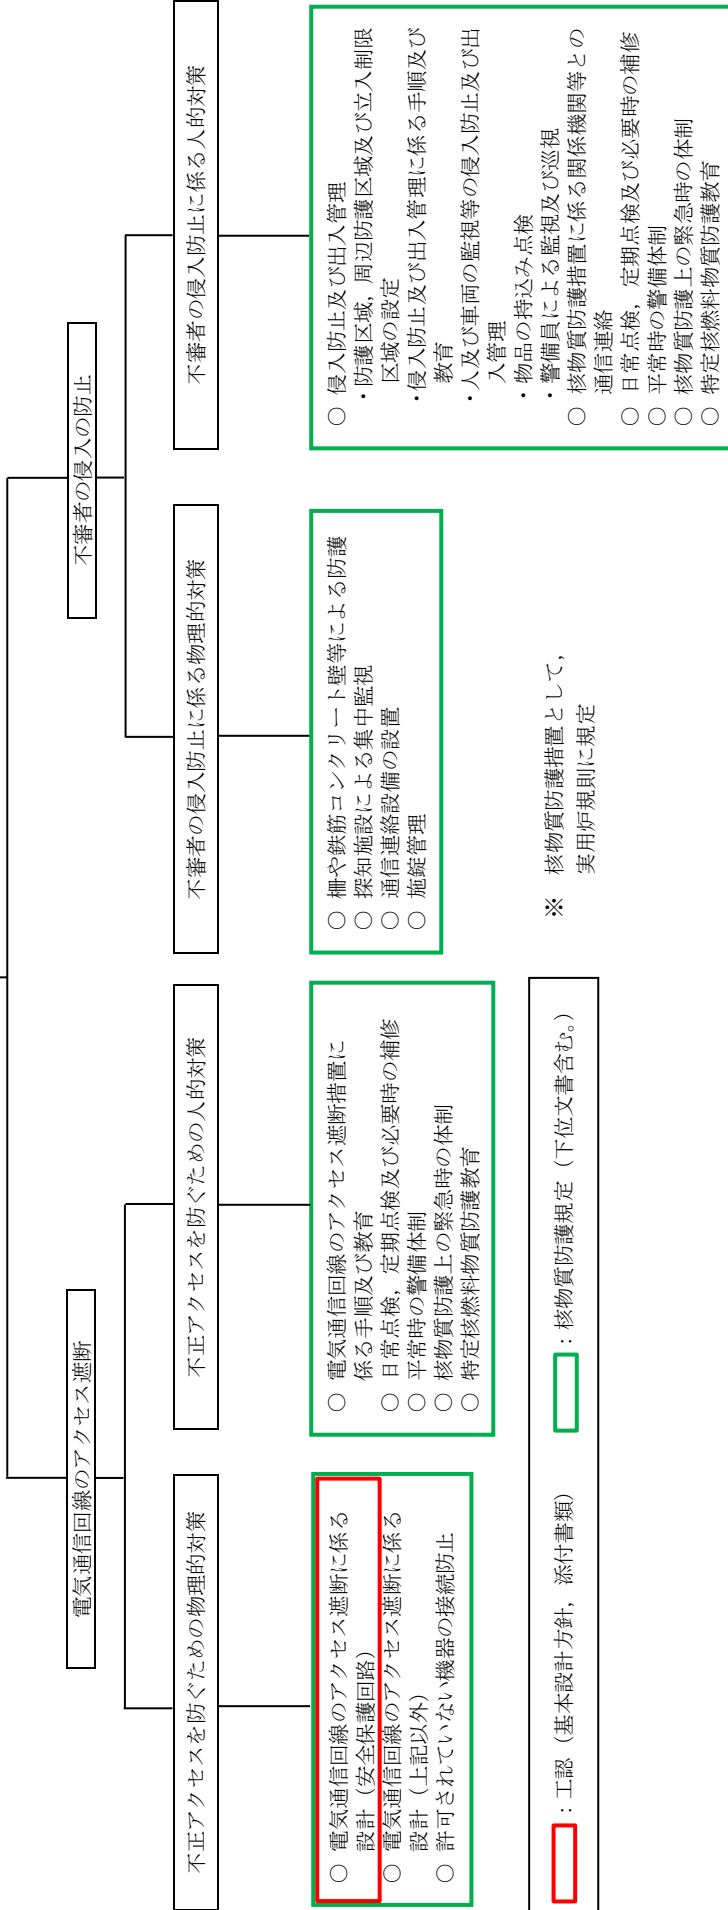 電気通信回線のアクセス遮断
不正アクセスを防ぐための物理的対策
○ 電気通信回線のアクセス遮断に係る
設計（安全保護回路）
○ 電気通信回線のアクセス遮断に係る
設計（上記以外）
○ 許可されていない機器の接続防止
不正アクセスを防ぐための人的対策
○ 電気通信回線のアクセス遮断措置に
係る手順及び教育
○ 日常点検，定期点検及び必要時の補修
○ 平常時の警備体制
○ 核物質防護上の緊急時の体制
○ 特定核燃料物質防護教育
不審者の侵入の防止
不審者の侵入防止に係る物理的対策
○ 柵や鉄筋コンクリート壁等による防護
○ 探知施設による集中監視
○ 通信連絡設備の設置
○ 施錠管理
不審者の侵入防止に係る人的対策
○ 侵入防止及び出入管理
・防護区域，周辺防護区域及び立入制限
区域の設定
・侵入防止及び出入管理に係る手順及び
教育
・人及び車両の監視等の侵入防止及び出
入管理
・物品の持込み点検
・警備員による監視及び巡視
○ 核物質防護措置に係る関係機関等との
通信連絡
○ 日常点検，定期点検及び必要時の補修
○ 平常時の警備体制
○ 核物質防護上の緊急時の体制
○ 特定核燃料物質防護教育
：工認（基本設計方針，添付書類）
：核物質防護規定（下位文書含む。）
※ 核物質防護措置として，
実用炉規則に規定